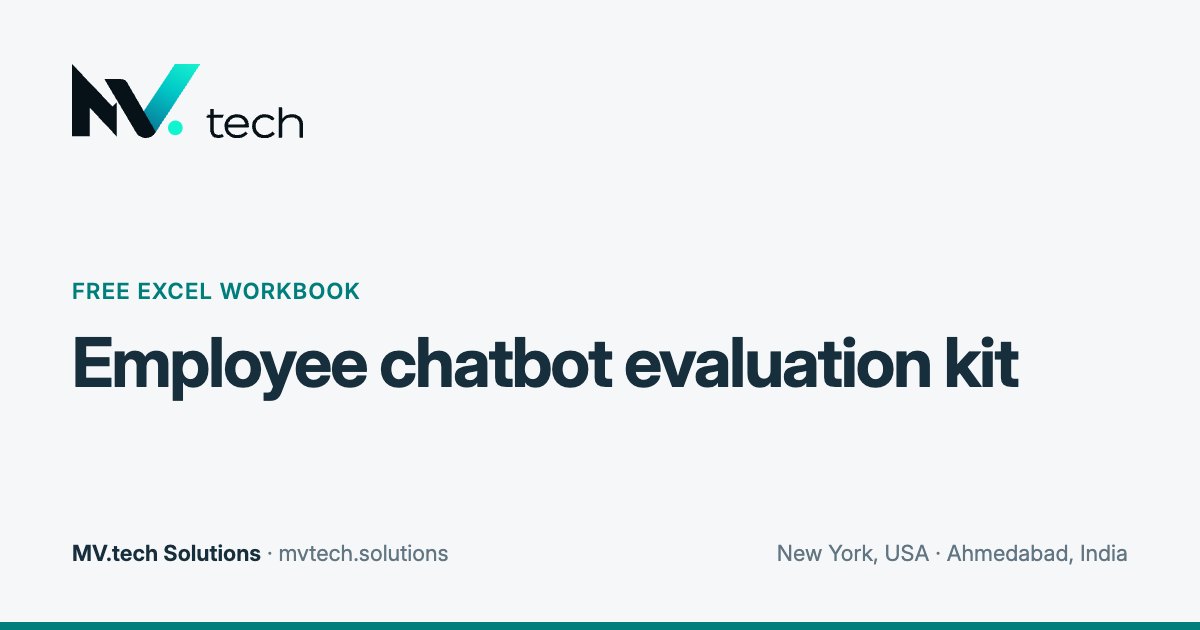 MV. tech
FREE EXCEL WORKBOOK
Employee chatbot evaluation kit
MV.tech Solutions · mvtech.solutions
New York, USA · Ahmedabad, India